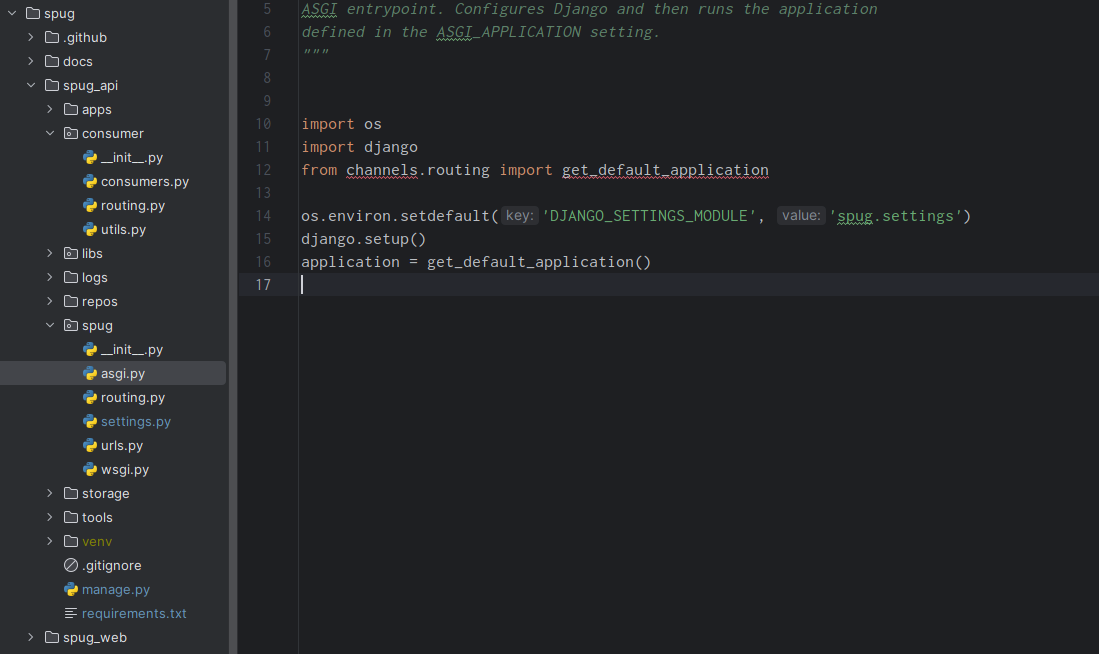 spug
.github
docs
spug_api
apps
consumer
__init__.py
consumers.py
routing.py
utils.py
libs
logs
repos
spug
__init__.py
asgi.py
routing.py
settings.py
urls.py
wsgi.py
storage
tools
venv
.gitignore
manage.py
requirements.txt
spug_web
5 ASGI entrypoint. Configures Django and then runs the application
6 defined in the ASGI_APPLICATION setting.
7 """
8
9
10 import os
11 import django
12 from channels.routing import get_default_application
13
14 os.environ.setdefault( key: 'DJANGO_SETTINGS_MODULE', value: 'spug.settings')
15 django.setup()
16 application = get_default_application()
17